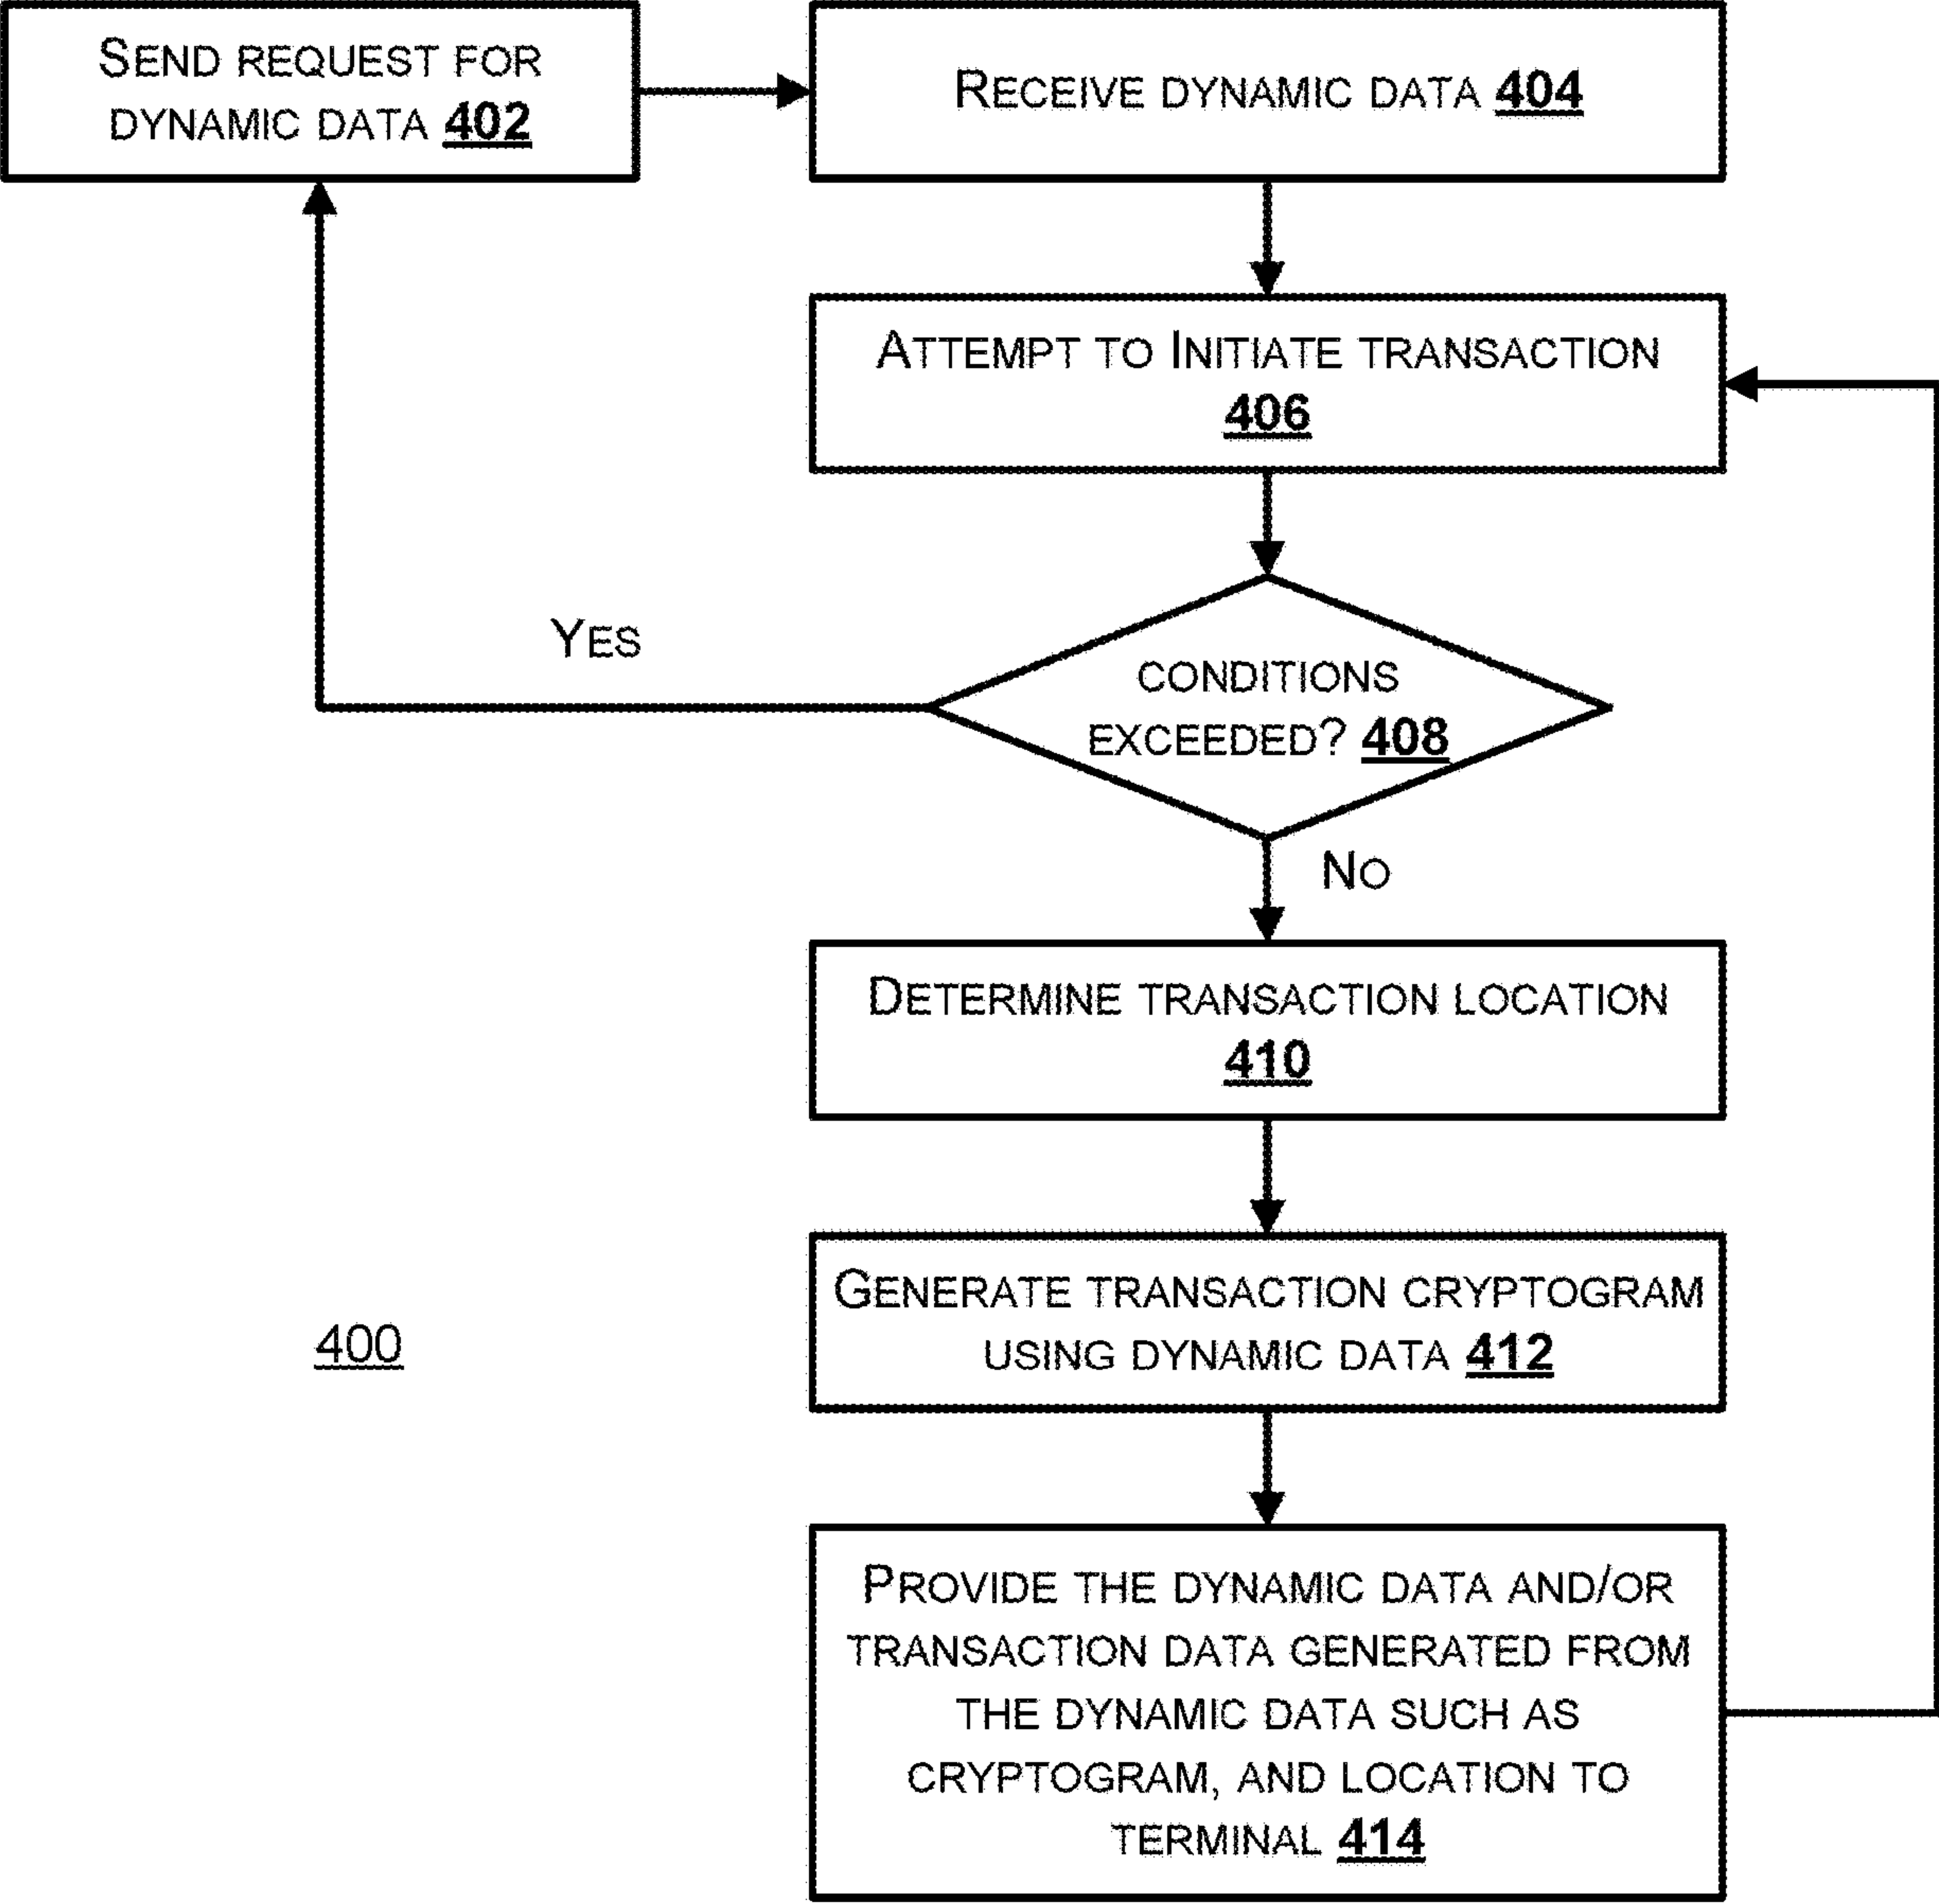 SEND REQUEST FOR
DYNAMIC DATA 402
RECEIVE DYNAMIC DATA 404
ATTEMPT TO INITIATE TRANSACTION
406
YES
CONDITIONS
EXCEEDED? 408
NO
DETERMINE TRANSACTION LOCATION
410
GENERATE TRANSACTION CRYPTOGRAM
USING DYNAMIC DATA 412
400
PROVIDE THE DYNAMIC DATA AND/OR
TRANSACTION DATA GENERATED FROM
THE DYNAMIC DATA SUCH AS
CRYPTOGRAM, AND LOCATION TO
TERMINAL 414